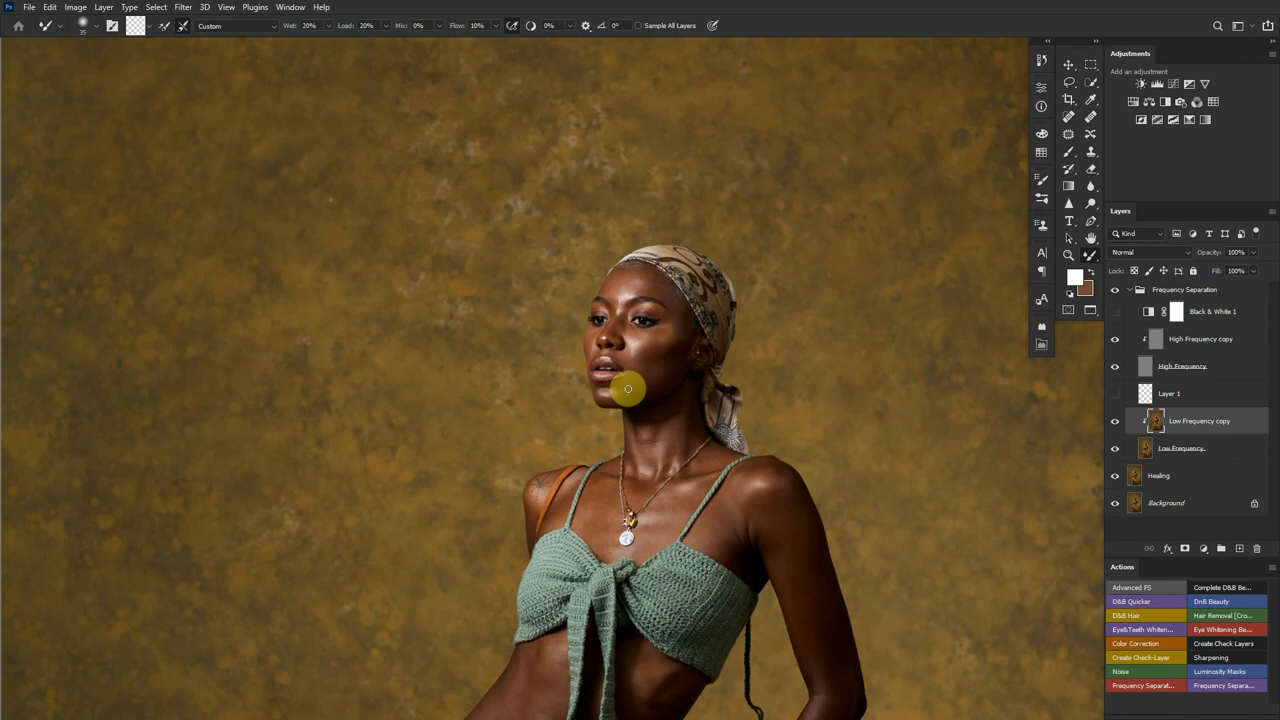 Ps File Edit Image Layer Type Select Filter 3D View Plugins Window Help
35 Custom Wet: 20% Load: 20% Mix: 0% Flow: 10% 0% 0° Sample All Layers
Adjustments
Add an adjustment
Layers
Kind
Normal Opacity: 100%
Lock: Fill: 100%
Frequency Separation
Black & White 1
High Frequency copy
High Frequency
Layer 1
Low Frequency copy
Low Frequency
Healing
Background
Actions
Advanced FS Complete D&B Be...
D&B Quicker DnB Beauty
D&B Hair Hair Removal [Cro...
Eye&Teeth Whiten... Eye Whitening Be...
Color Correction Create Check Layers
Create Check-Layer Sharpening
Noise Luminosity Masks
Frequency Separat... Frequency Separa...